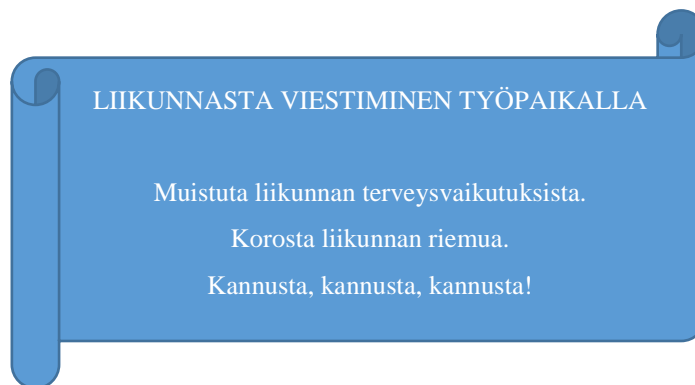 LIIKUNNASTA VIESTIMINEN TYÖPAIKALLA
Muistuta liikunnan terveysvaikutuksista.
Korosta liikunnan riemua.
Kannusta, kannusta, kannusta!